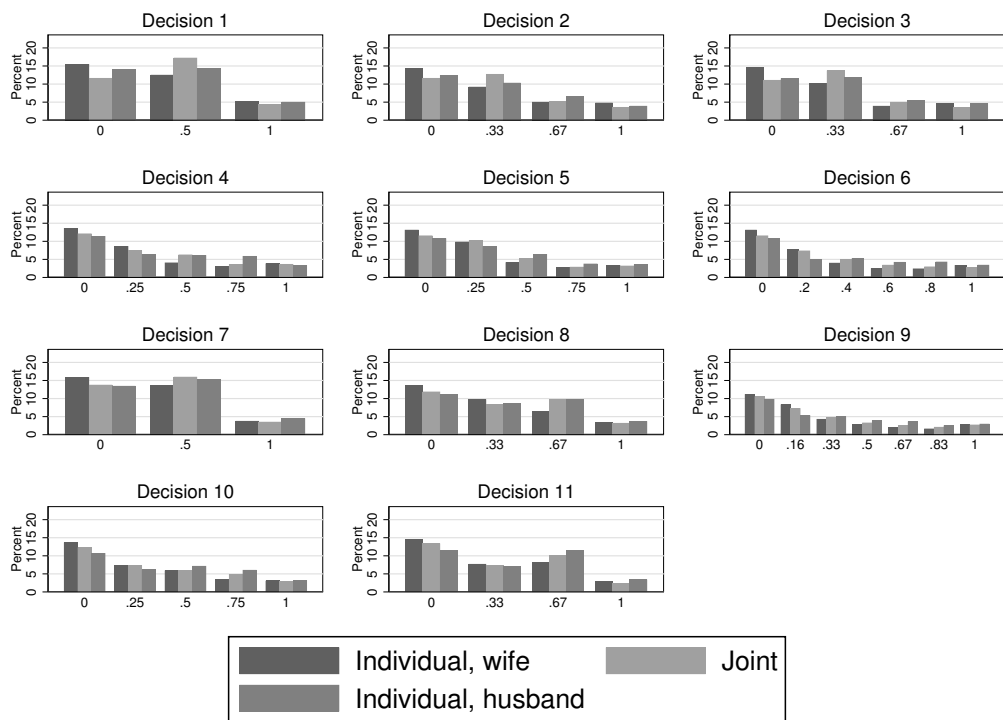 Decision 1
Decision 2
Decision 3
Percent
0 5 10 15 20
0 .5 1
Percent
0 5 10 15 20
0 .33 .67 1
Percent
0 5 10 15 20
0 .33 .67 1
Decision 4
Decision 5
Decision 6
Percent
0 5 10 15 20
0 .25 .5 .75 1
Percent
0 5 10 15 20
0 .25 .5 .75 1
Percent
0 5 10 15 20
0 .2 .4 .6 .8 1
Decision 7
Decision 8
Decision 9
Percent
0 5 10 15 20
0 .5 1
Percent
0 5 10 15 20
0 .33 .67 1
Percent
0 5 10 15 20
0 .16 .33 .5 .67 .83 1
Decision 10
Decision 11
Percent
0 5 10 15 20
0 .25 .5 .75 1
Percent
0 5 10 15 20
0 .33 .67 1
Individual, wife
Joint
Individual, husband